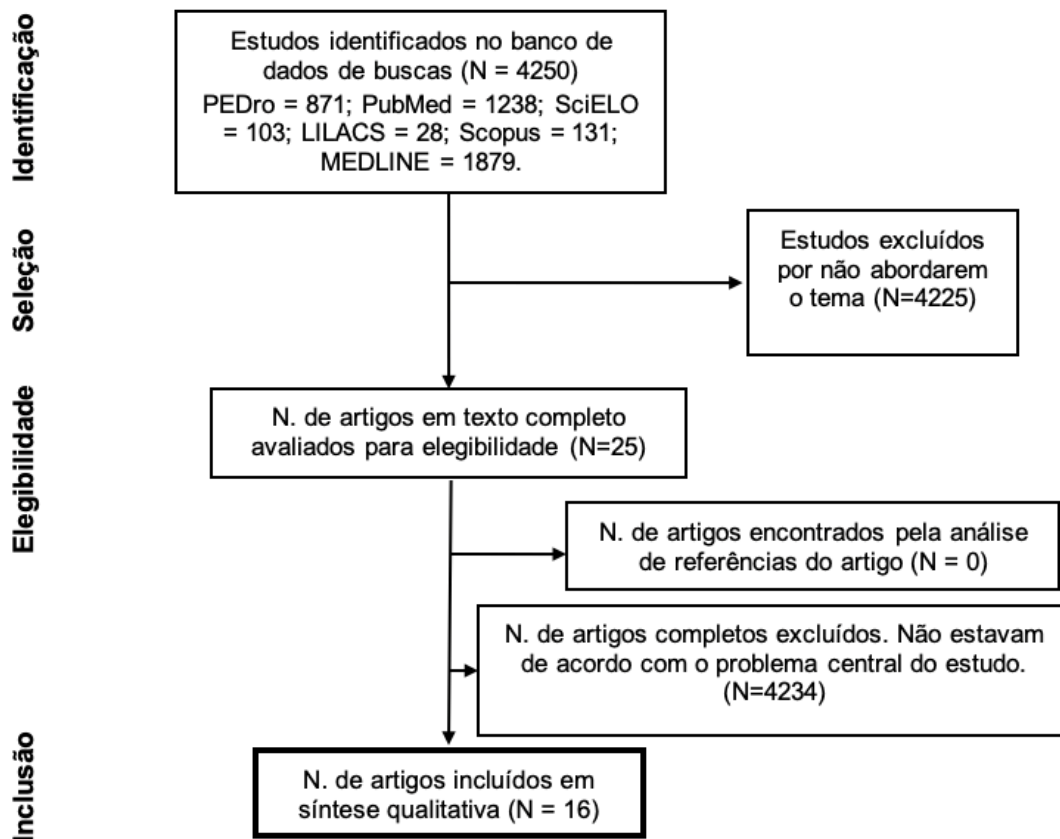 Identificação
Estudos identificados no banco de
dados de buscas (N = 4250)
PEDro = 871; PubMed = 1238; SciELO
= 103; LILACS = 28; Scopus = 131;
MEDLINE = 1879.
Seleção
Estudos excluídos
por não abordarem
o tema (N=4225)
Elegibilidade
N. de artigos em texto completo
avaliados para elegibilidade (N=25)
N. de artigos encontrados pela análise
de referências do artigo (N = 0)
N. de artigos completos excluídos. Não estavam
de acordo com o problema central do estudo.
(N=4234)
Inclusão
N. de artigos incluídos em
síntese qualitativa (N = 16)